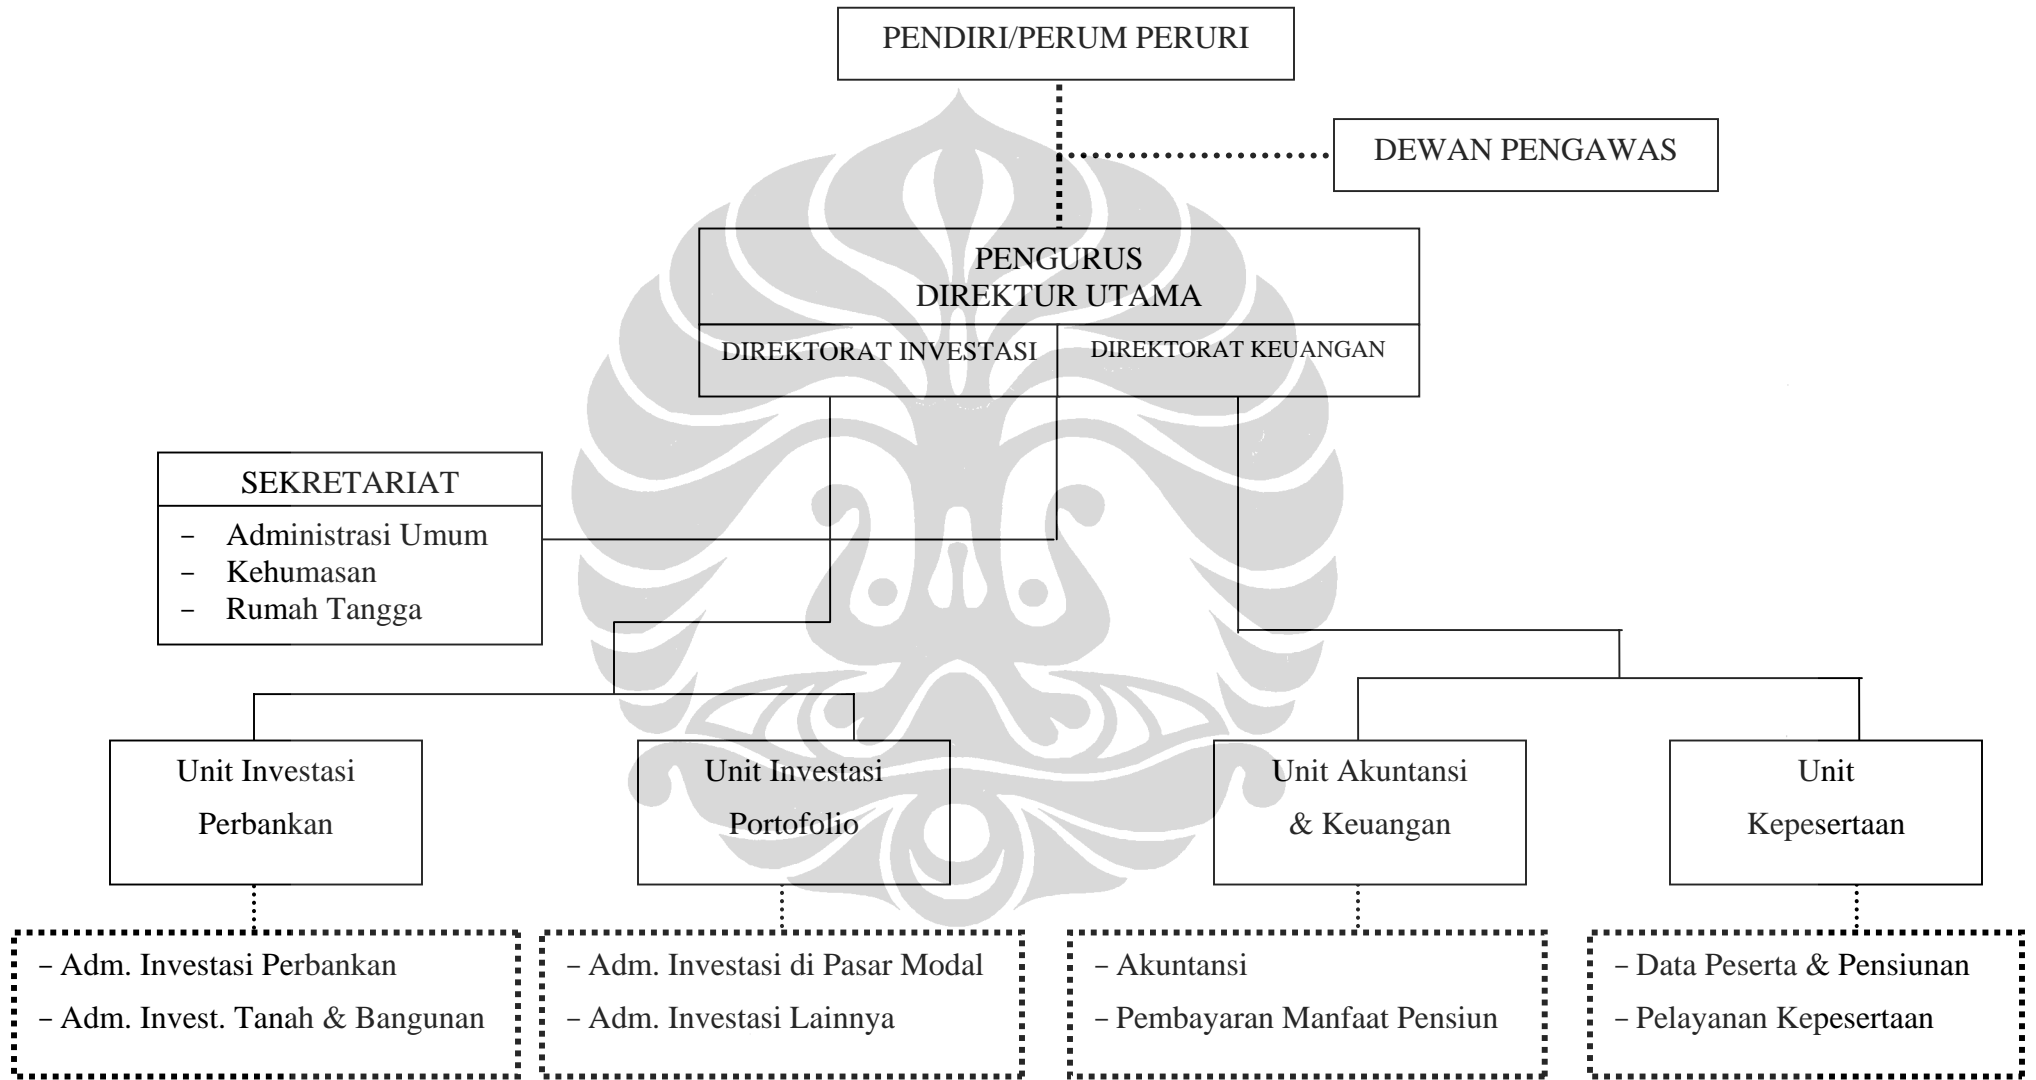 PENDIRI/PERUM PERURI
DEWAN PENGAWAS
PENGURUS
DIREKTUR UTAMA
DIREKTORAT INVESTASI
DIREKTORAT KEUANGAN
SEKRETARIAT
– Administrasi Umum
– Kehumasan
– Rumah Tangga
Unit Investasi
Perbankan
Unit Investasi
Portofolio
Unit Akuntansi
& Keuangan
Unit
Kepesertaan
– Adm. Investasi Perbankan
– Adm. Invest. Tanah & Bangunan
– Adm. Investasi di Pasar Modal
– Adm. Investasi Lainnya
– Akuntansi
– Pembayaran Manfaat Pensiun
– Data Peserta & Pensiunan
– Pelayanan Kepesertaan